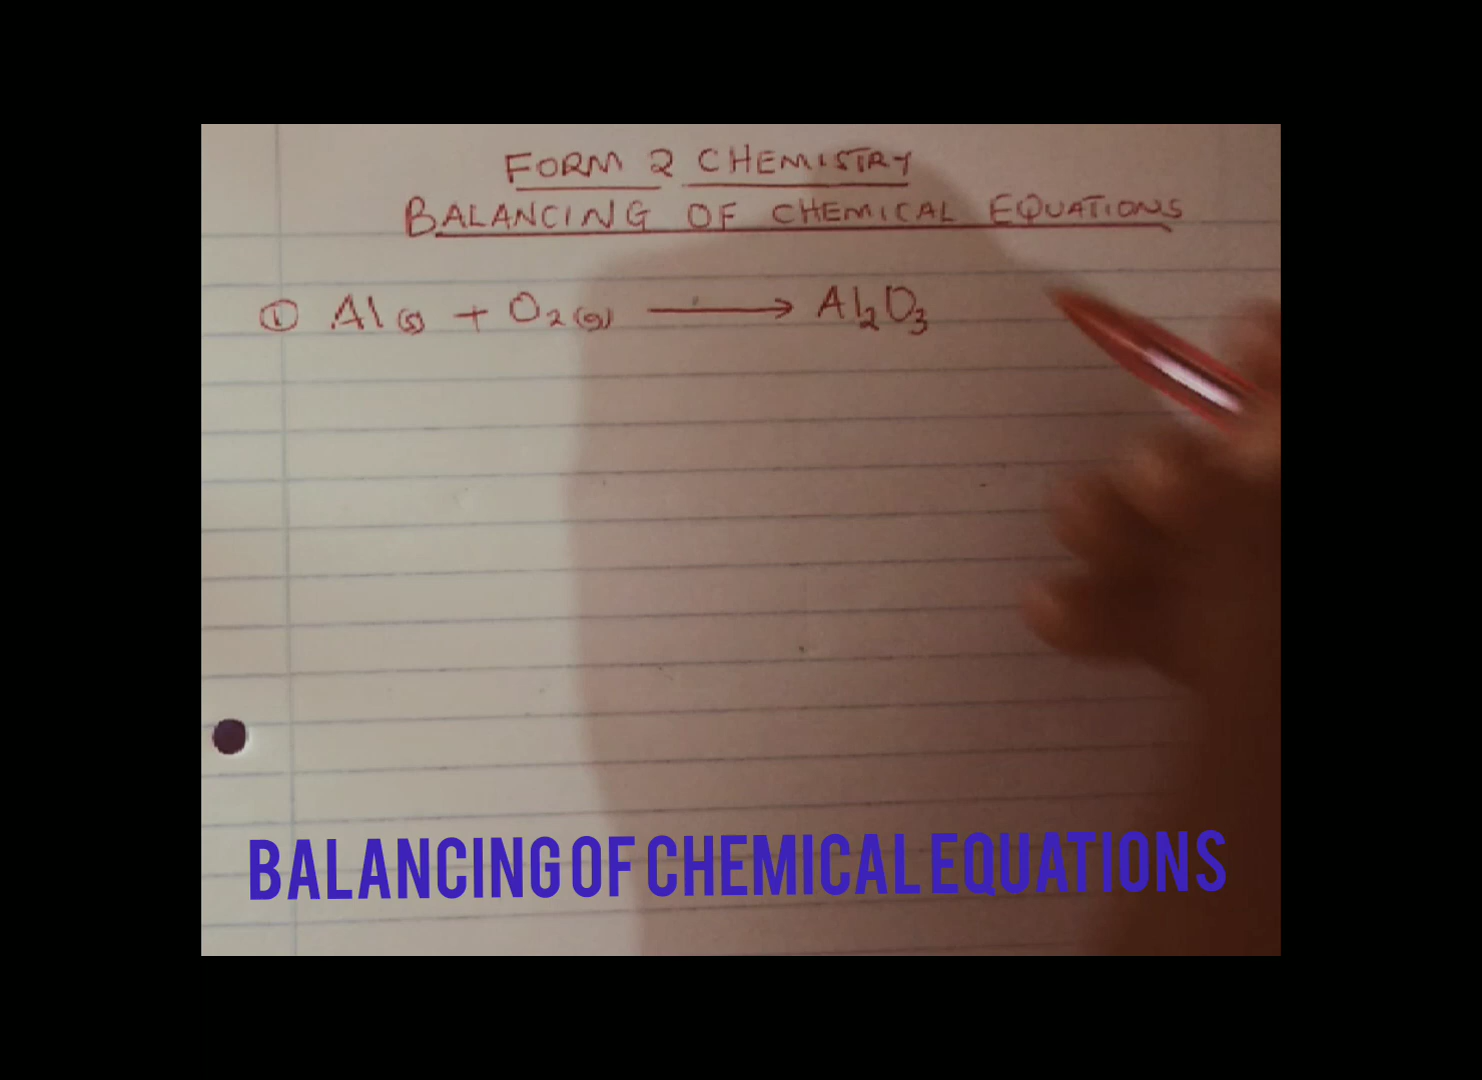 FORM 2 CHEMISTRY
BALANCING OF CHEMICAL EQUATIONS
① Al(s) + O₂(g) ⟶ Al₂O₃
BALANCING OF CHEMICAL EQUATIONS